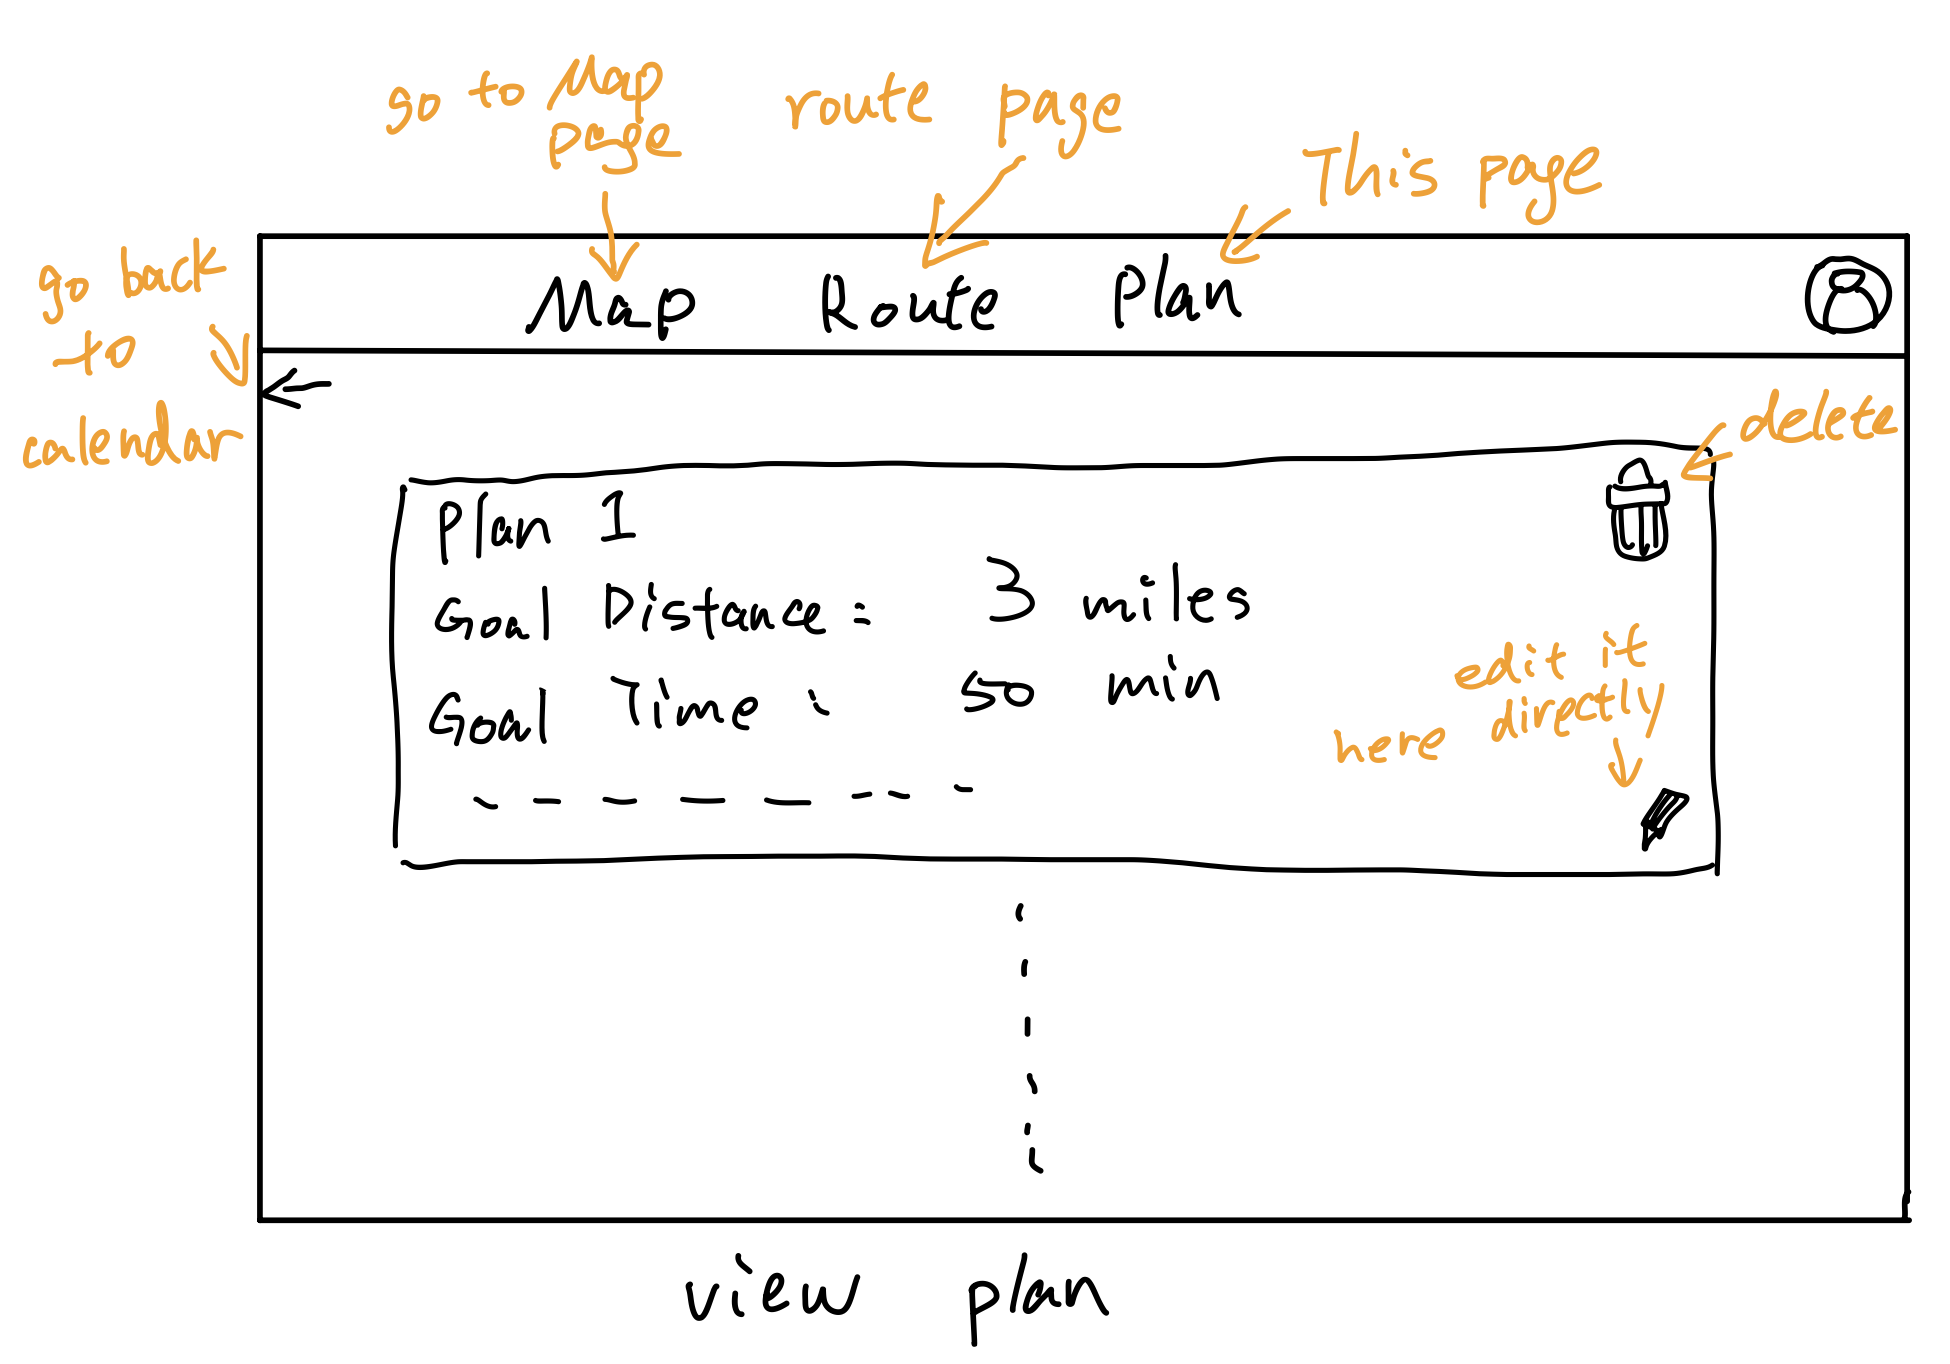 go to Map
page
route page
This page
go back
to
calendar
Map Route Plan
delete
Plan 1
Goal Distance: 3 miles
Goal Time: 50 min
edit it
directly
here
view plan